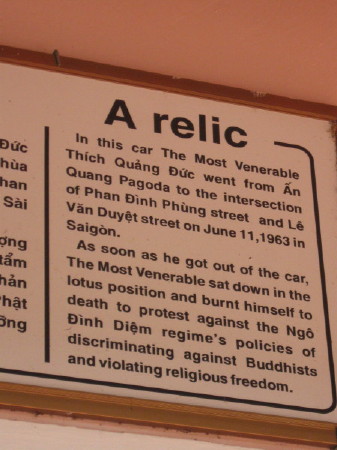 Đức
hùa
han
Sài
ợng
tẩm
hản
hật
ỡng
A relic
In this car The Most Venerable
Thích Quảng Đức went from Ấn
Quang Pagoda to the intersection
of Phan Đình Phùng street and Lê
Văn Duyệt street on June 11,1963 in
Saigòn.
As soon as he got out of the car,
The Most Venerable sat down in the
lotus position and burnt himself to
death to protest against the Ngô
Đình Diệm regime's policies of
discriminating against Buddhists
and violating religious freedom.